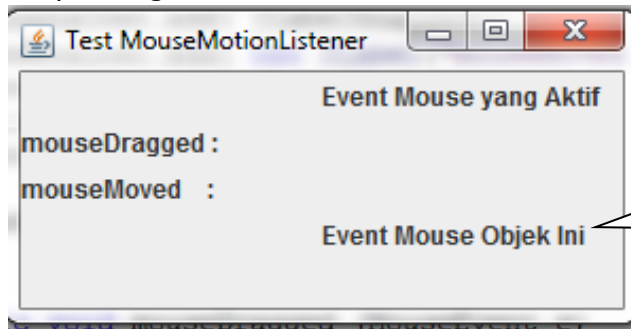 Test MouseMotionListener
Event Mouse yang Aktif
mouseDragged :
mouseMoved :
Event Mouse Objek Ini